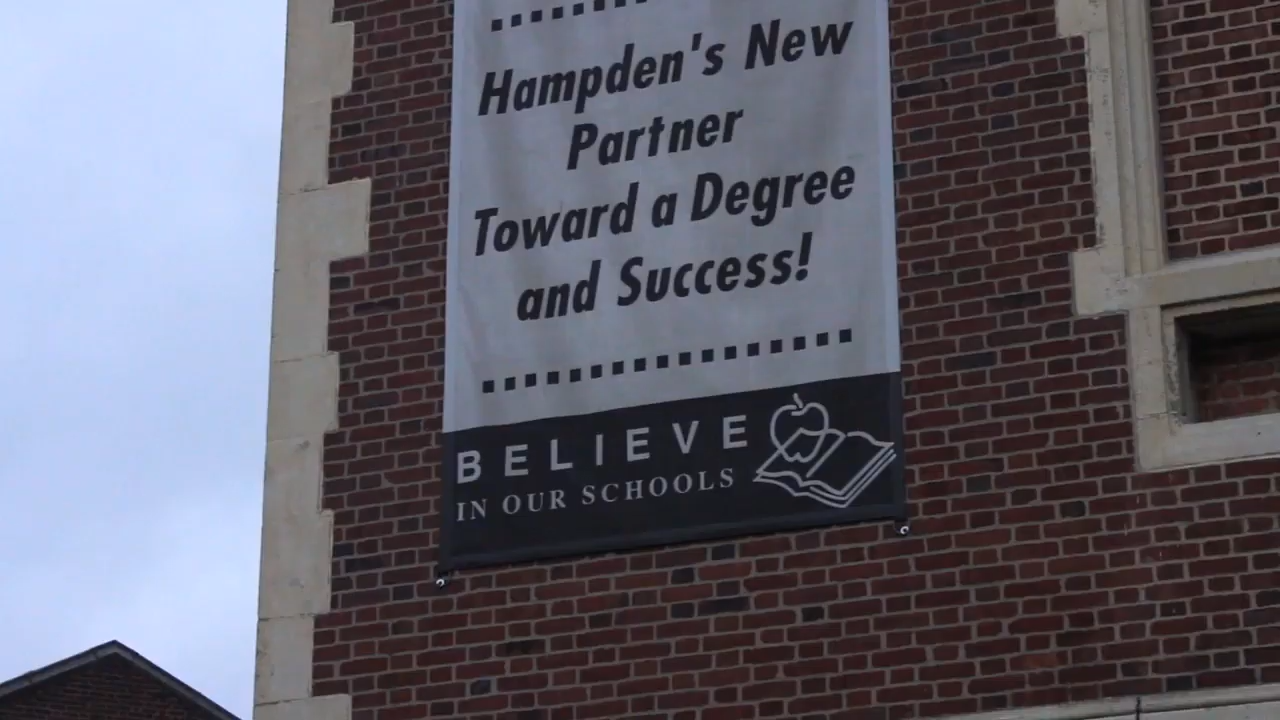 Hampden's New
Partner
Toward a Degree
and Success!
BELIEVE
IN OUR SCHOOLS